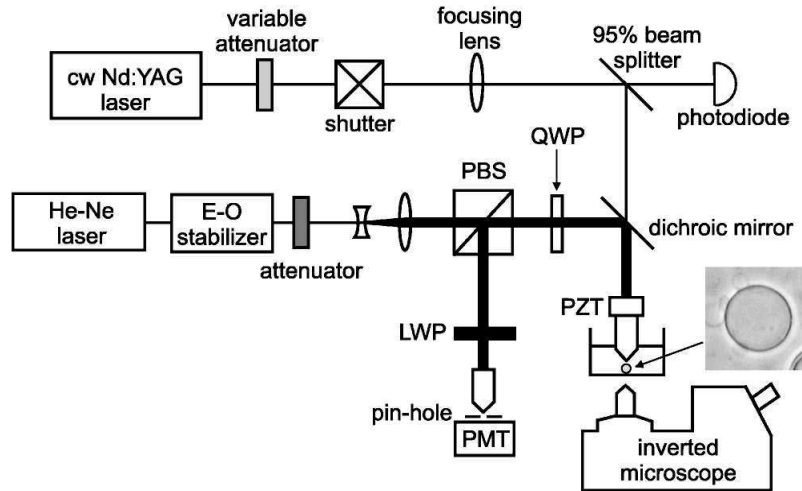 variable
attenuator
focusing
lens
95% beam
splitter
cw Nd:YAG
laser
shutter
photodiode
QWP
PBS
He-Ne
laser
E-O
stabilizer
attenuator
dichroic mirror
PZT
LWP
pin-hole
PMT
inverted
microscope